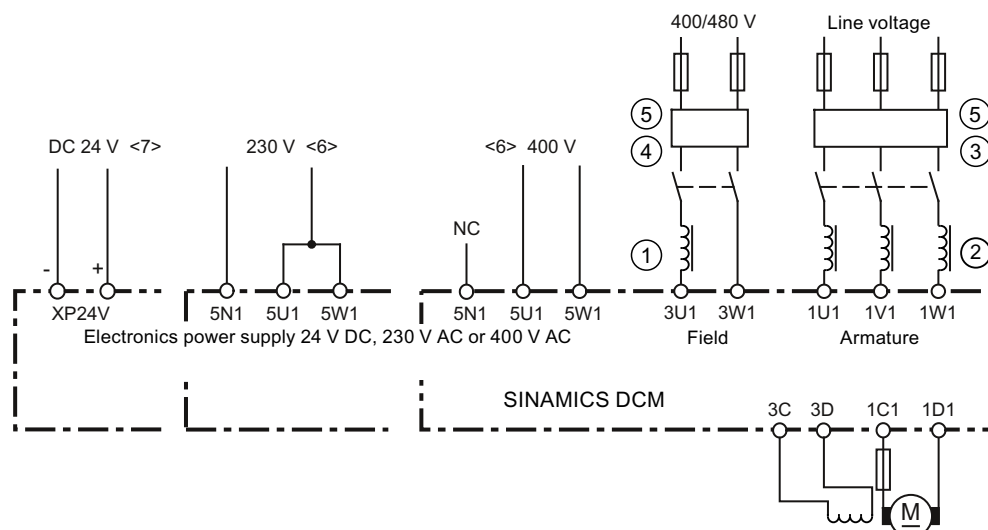 400/480 V
Line voltage
5
5
DC 24 V <7>
230 V <6>
<6> 400 V
4
3
NC
1
2
- +
XP24V
5N1 5U1 5W1
5N1 5U1 5W1
3U1 3W1
1U1 1V1 1W1
Electronics power supply 24 V DC, 230 V AC or 400 V AC
Field
Armature
SINAMICS DCM
3C 3D 1C1 1D1
M